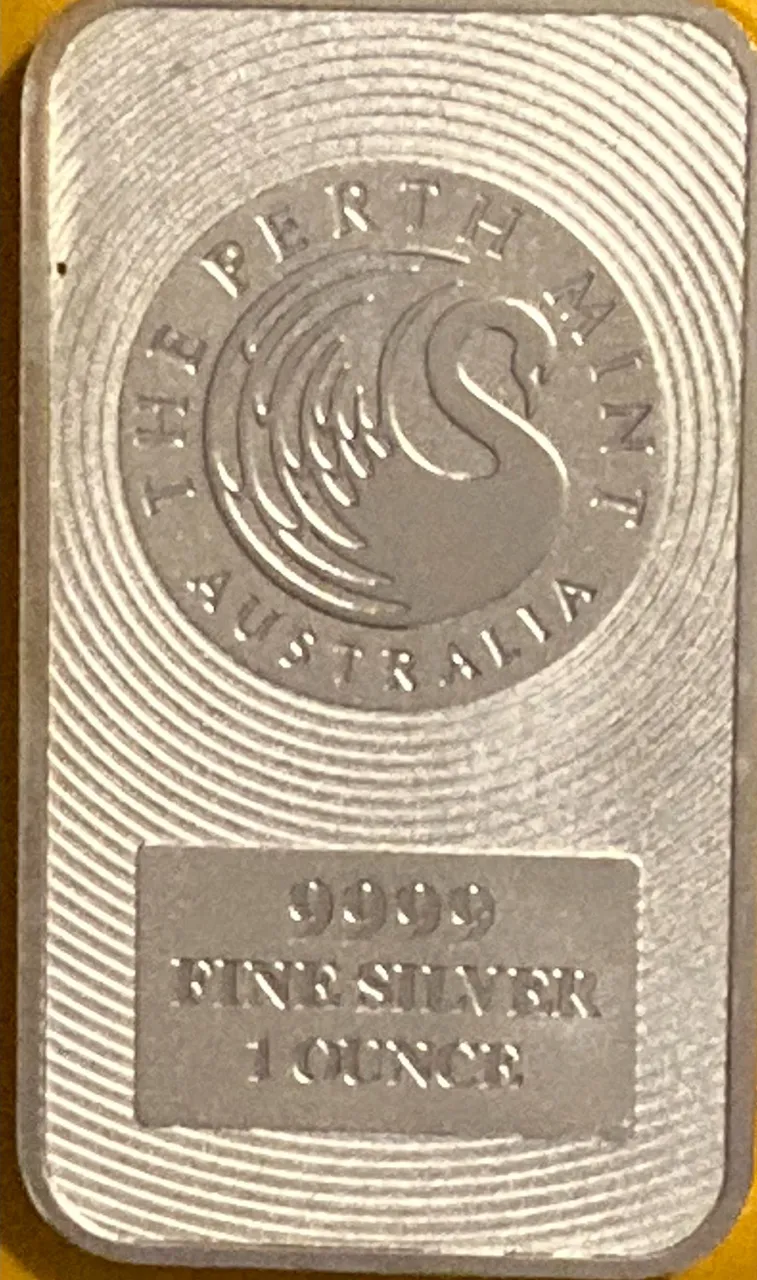 THE PERTH MINT
AUSTRALIA
9999
FINE SILVER
1 OUNCE